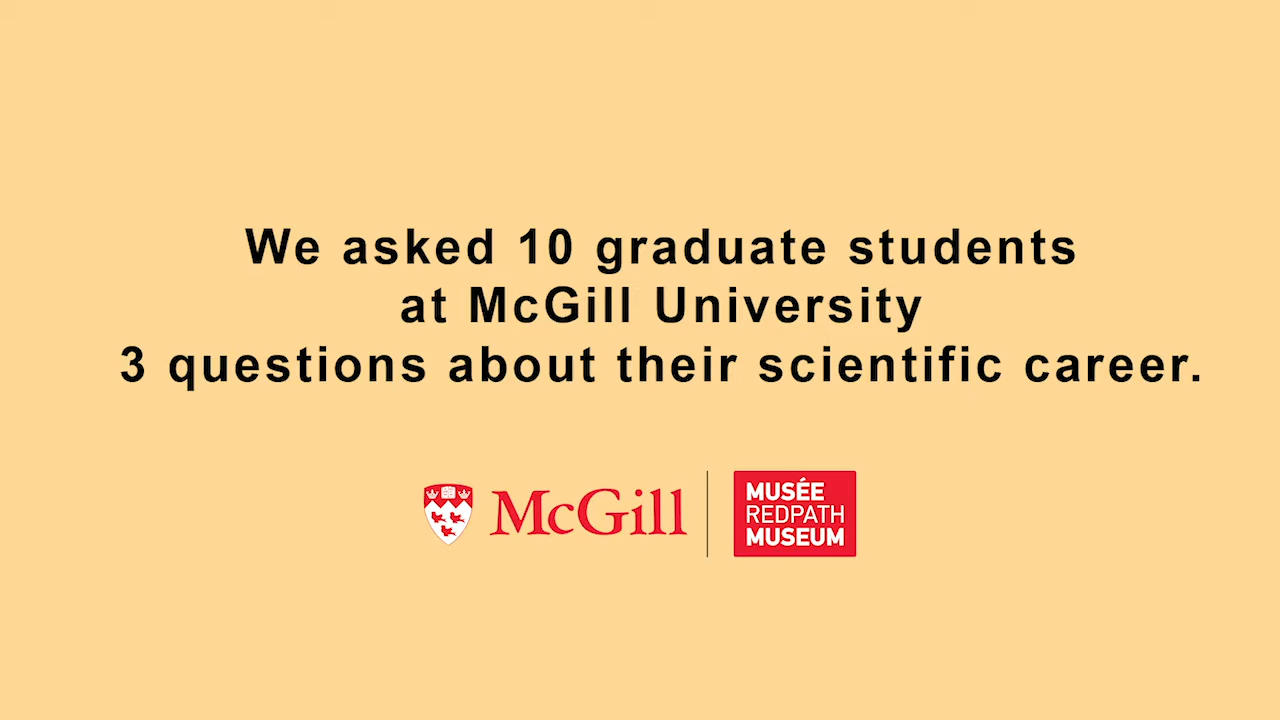 We asked 10 graduate students
at McGill University
3 questions about their scientific career.
McGill
MUSÉE
REDPATH
MUSEUM